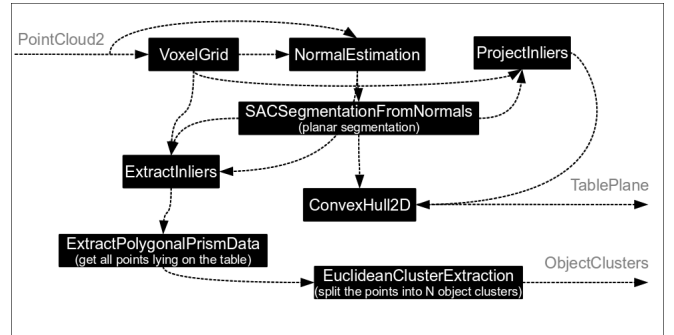 PointCloud2
VoxelGrid
NormalEstimation
ProjectInliers
SACSegmentationFromNormals
(planar segmentation)
ExtractInliers
TablePlane
ConvexHull2D
ExtractPolygonalPrismData
(get all points lying on the table)
ObjectClusters
EuclideanClusterExtraction
(split the points into N object clusters)